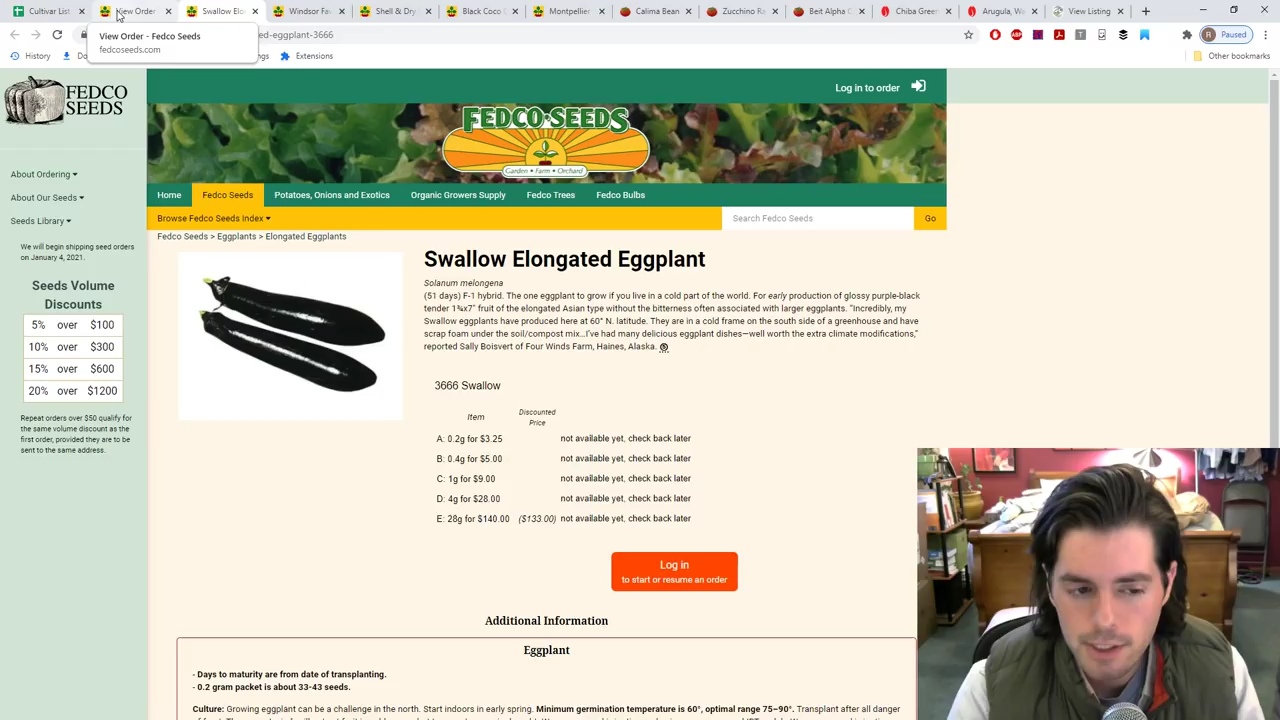 Cultivar List
View Order
Swallow Elo
Windsor Fa
Shell & Dry
Melcoco Co
Calima Bean
Zucchino Ra
Beit Alpha C
Chiba Green
Arugula, Wa
View Order - Fedco Seeds
fedcoseeds.com
ed-eggplant-3666
Paused
History
Extensions
Other bookmarks
FEDCO
SEEDS
Log in to order
FEDCO SEEDS
Garden • Farm • Orchard
Home
Fedco Seeds
Potatoes, Onions and Exotics
Organic Growers Supply
Fedco Trees
Fedco Bulbs
Browse Fedco Seeds Index
Search Fedco Seeds
Go
About Ordering
About Our Seeds
Seeds Library
We will begin shipping seed orders
on January 4, 2021.
Seeds Volume
Discounts
5% over $100
10% over $300
15% over $600
20% over $1200
Repeat orders over $50 qualify for
the same volume discount as the
first order, provided they are to be
sent to the same address.
Fedco Seeds > Eggplants > Elongated Eggplants
Swallow Elongated Eggplant
Solanum melongena
(51 days) F-1 hybrid. The one eggplant to grow if you live in a cold part of the world. For early production of glossy purple-black
tender 1¾x7" fruit of the elongated Asian type without the bitterness often associated with larger eggplants. "Incredibly, my
Swallow eggplants have produced here at 60° N. latitude. They are in a cold frame on the south side of a greenhouse and have
scrap foam under the soil/compost mix...I've had many delicious eggplant dishes—well worth the extra climate modifications,"
reported Sally Boisvert of Four Winds Farm, Haines, Alaska.
3666 Swallow
Item
Discounted
Price
A: 0.2g for $3.25 not available yet, check back later
B: 0.4g for $5.00 not available yet, check back later
C: 1g for $9.00 not available yet, check back later
D: 4g for $28.00 not available yet, check back later
E: 28g for $140.00 ($133.00) not available yet, check back later
Log in
to start or resume an order
Additional Information
Eggplant
- Days to maturity are from date of transplanting.
- 0.2 gram packet is about 33-43 seeds.
Culture: Growing eggplant can be a challenge in the north. Start indoors in early spring. Minimum germination temperature is 60°, optimal range 75–90°. Transplant after all danger